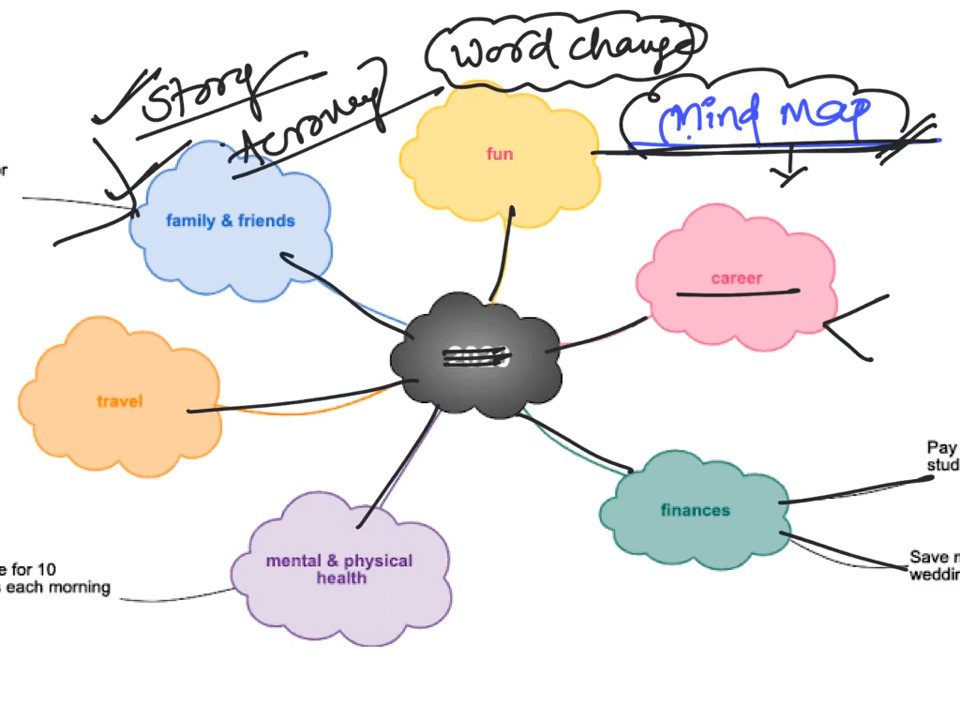 Word change
Story
Acroney
Mind Map
fun
r
family & friends
career
travel
Pay
stud
finances
mental & physical
health
e for 10
s each morning
Save n
weddin